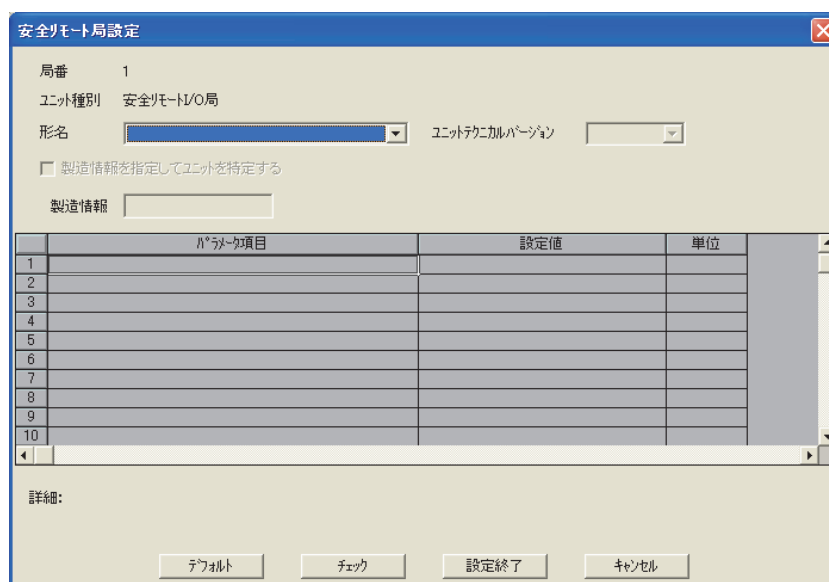 安全ﾘﾓｰﾄ局設定
局番 1
ﾕﾆｯﾄ種別 安全ﾘﾓｰﾄI/O局
形名 ﾕﾆｯﾄﾃｸﾆｶﾙﾊﾞｰｼﾞｮﾝ
製造情報を指定してﾕﾆｯﾄを特定する
製造情報
ﾊﾟﾗﾒｰﾀ項目 設定値 単位
1
2
3
4
5
6
7
8
9
10
詳細:
ﾃﾞﾌｫﾙﾄ ﾁｪｯｸ 設定終了 ｷｬﾝｾﾙ